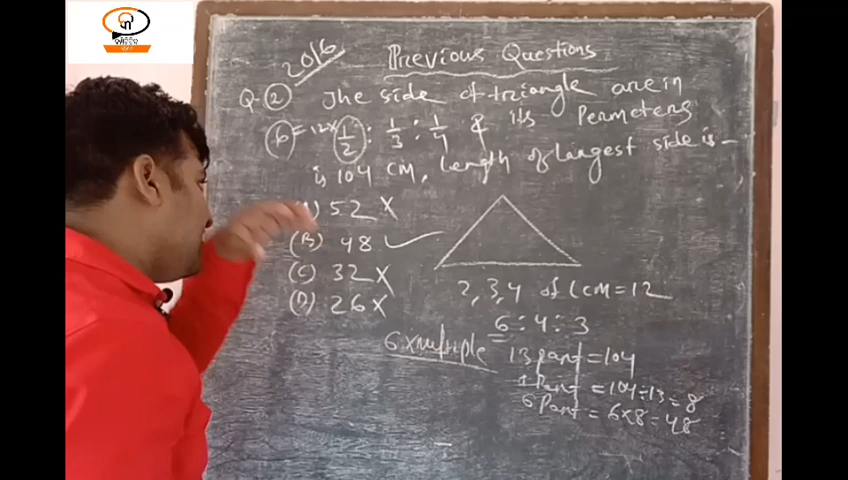 2016
Previous Questions
Q-② The side of triangle are in
6 = 12× 1/2 : 1/3 : 1/4 & its Permeters
is 104 cm, length of largest side is –
52 ×
(B) 48 ✓
(C) 32 ×
(D) 26 ×
2, 3, 4 of LCM = 12
6 : 4 : 3
6 x multiple
13 part = 104
1 Part = 104 ÷ 13 = 8
6 Part = 6×8 = 48